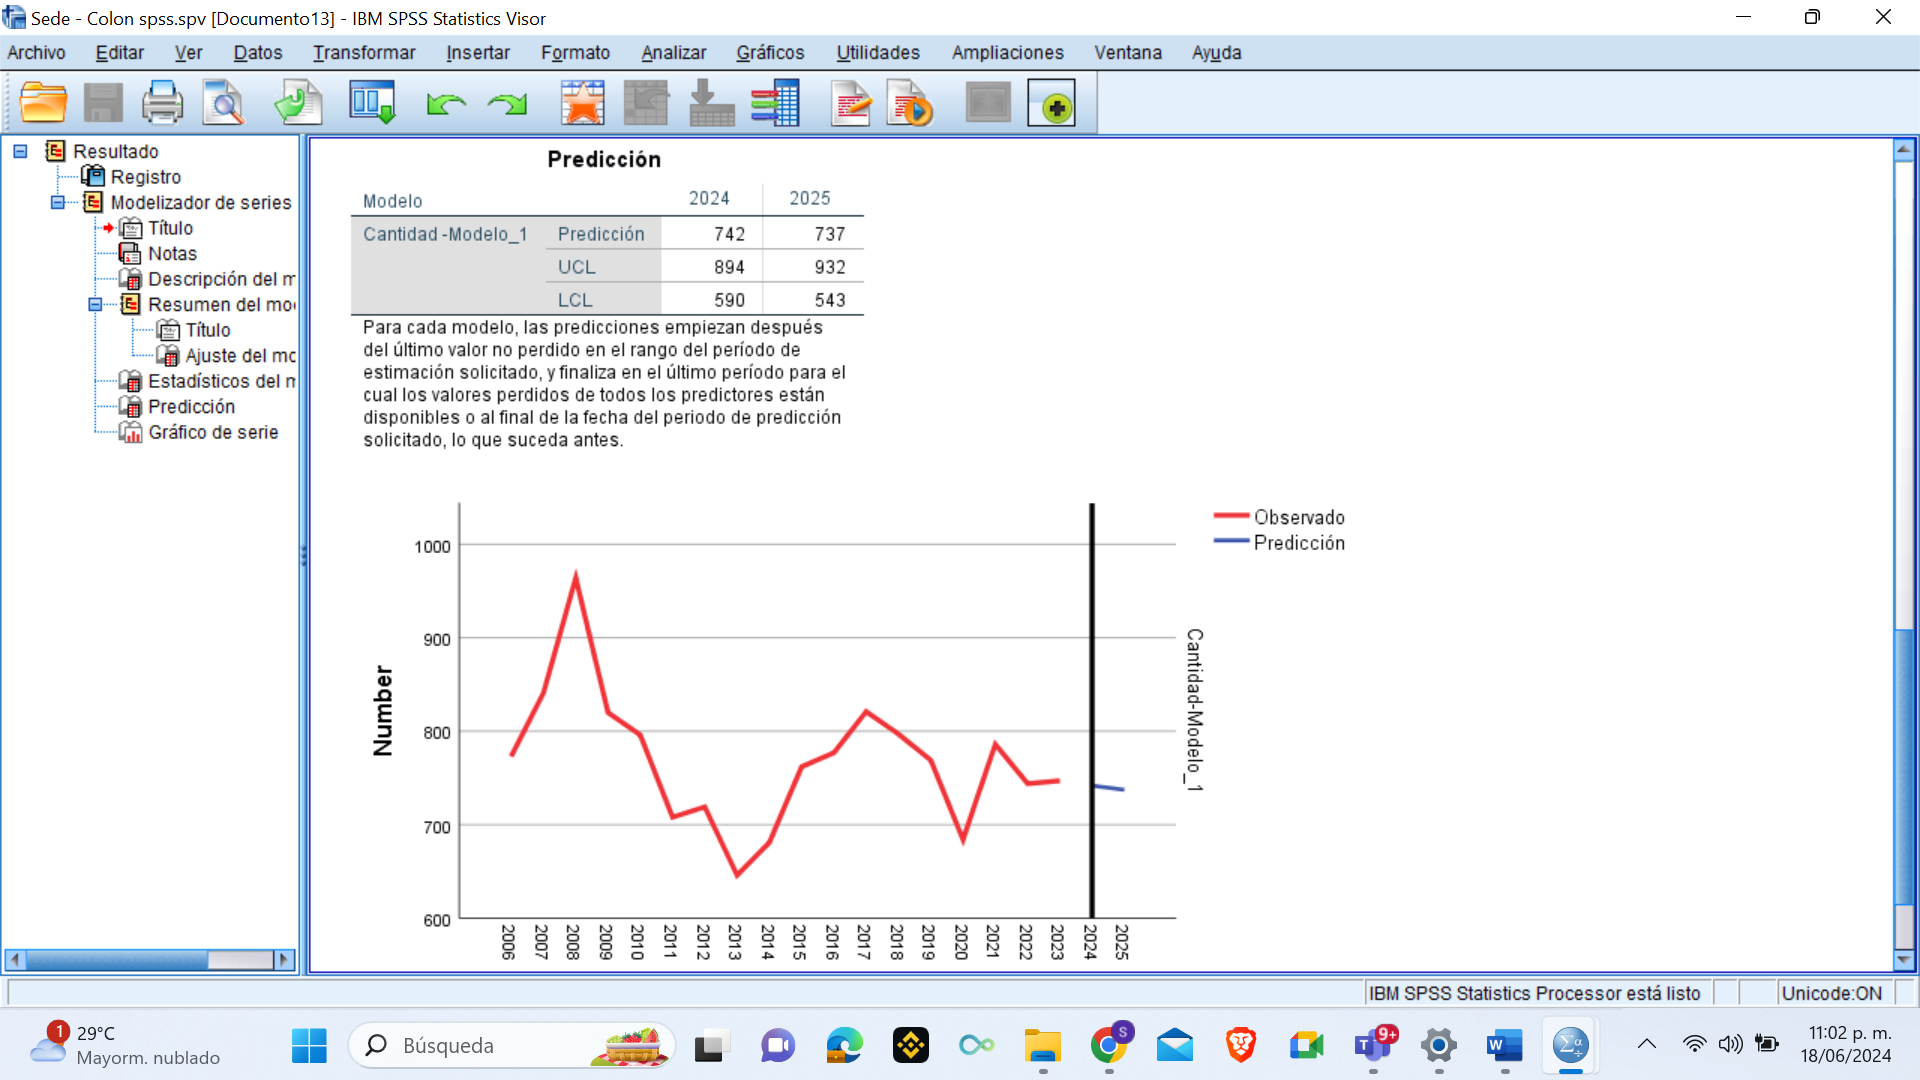 Sede - Colon spss.spv [Documento13] - IBM SPSS Statistics Visor
Archivo Editar Ver Datos Transformar Insertar Formato Analizar Gráficos Utilidades Ampliaciones Ventana Ayuda
Resultado
Registro
Modelizador de series
Título
Notas
Descripción del m
Resumen del mo
Título
Ajuste del mo
Estadísticos del m
Predicción
Gráfico de serie
Predicción
Modelo 2024 2025
Cantidad -Modelo_1 Predicción 742 737
UCL 894 932
LCL 590 543
Para cada modelo, las predicciones empiezan después
del último valor no perdido en el rango del período de
estimación solicitado, y finaliza en el último período para el
cual los valores perdidos de todos los predictores están
disponibles o al final de la fecha del periodo de predicción
solicitado, lo que suceda antes.
Observado
Predicción
1000
900
800
700
600
Number
Cantidad-Modelo_1
2006 2007 2008 2009 2010 2011 2012 2013 2014 2015 2016 2017 2018 2019 2020 2021 2022 2023 2024 2025
IBM SPSS Statistics Processor está listo Unicode:ON
1
29°C
Mayorm. nublado
Búsqueda
S
9+
T
W
Σα
11:02 p. m.
18/06/2024